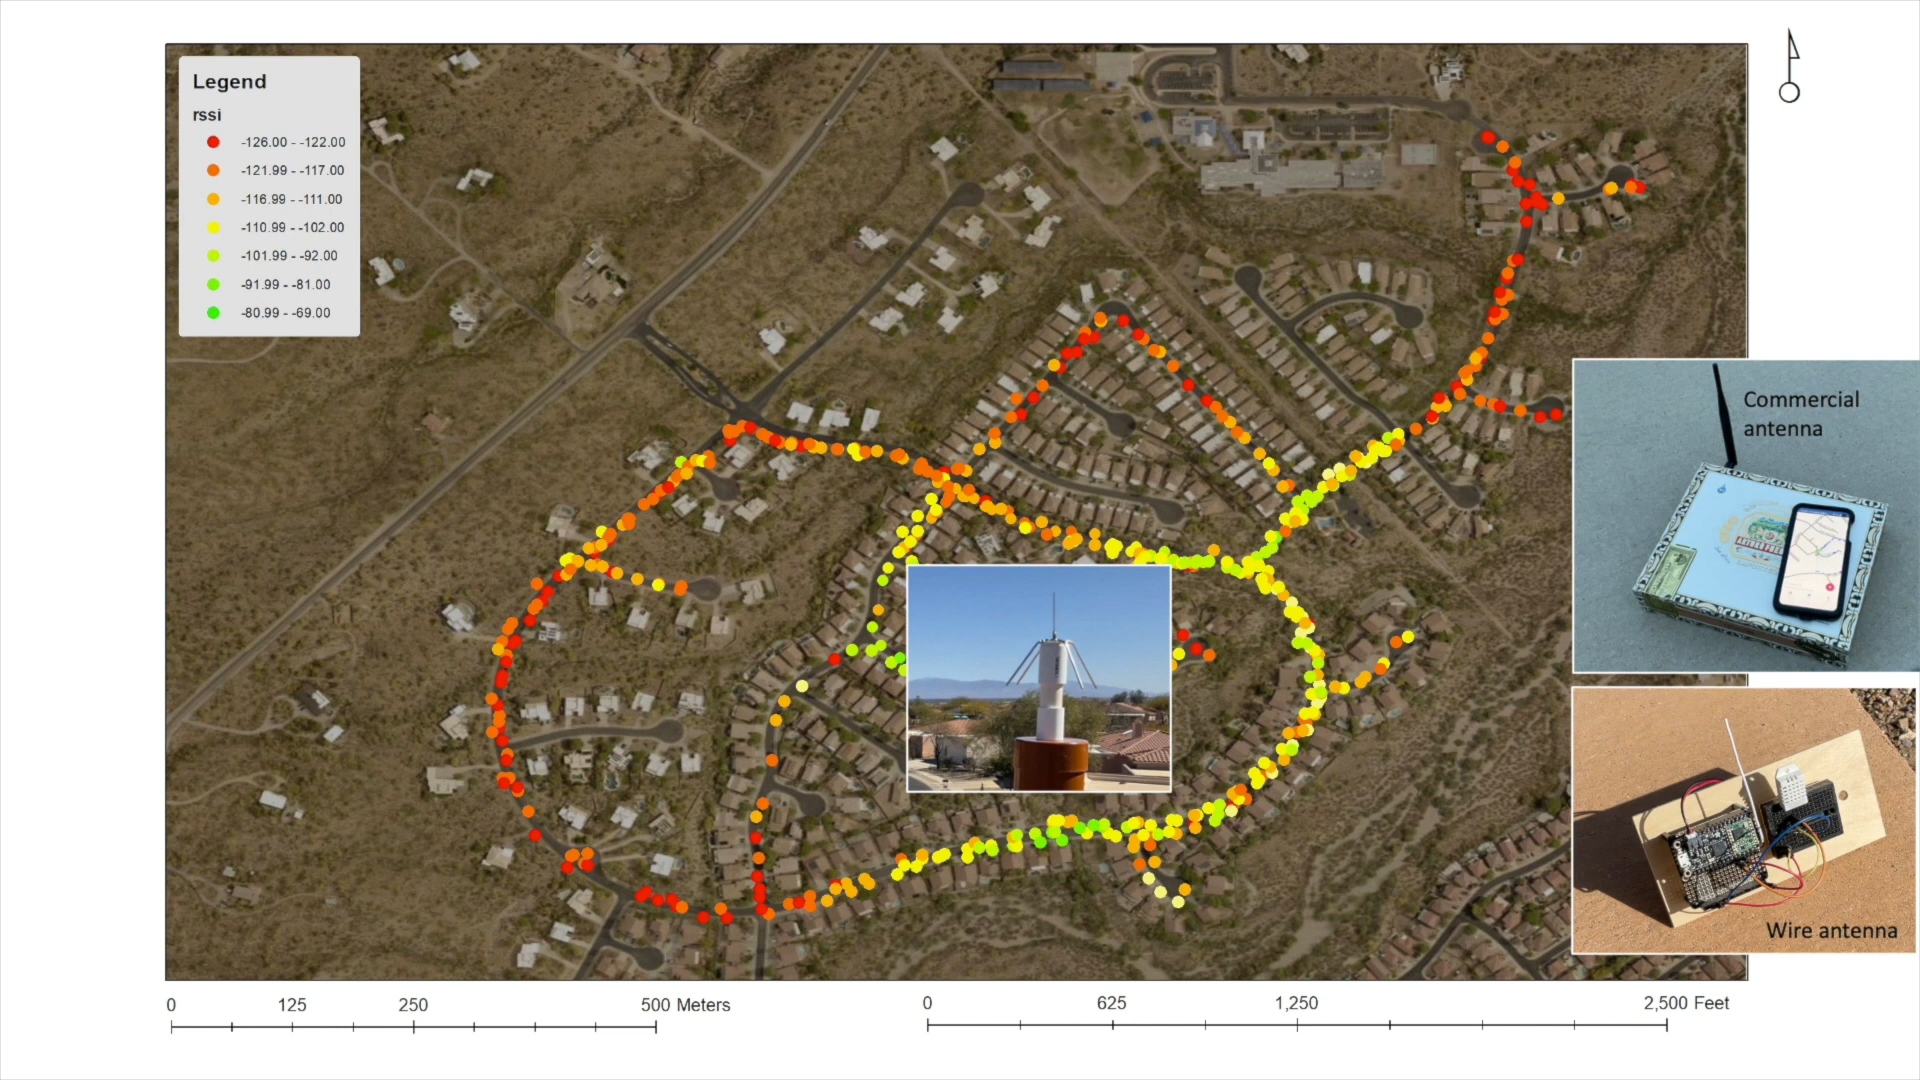 Legend
rssi
-126.00 - -122.00
-121.99 - -117.00
-116.99 - -111.00
-110.99 - -102.00
-101.99 - -92.00
-91.99 - -81.00
-80.99 - -69.00
Commercial
antenna
Wire antenna
0 125 250 500 Meters
0 625 1,250 2,500 Feet